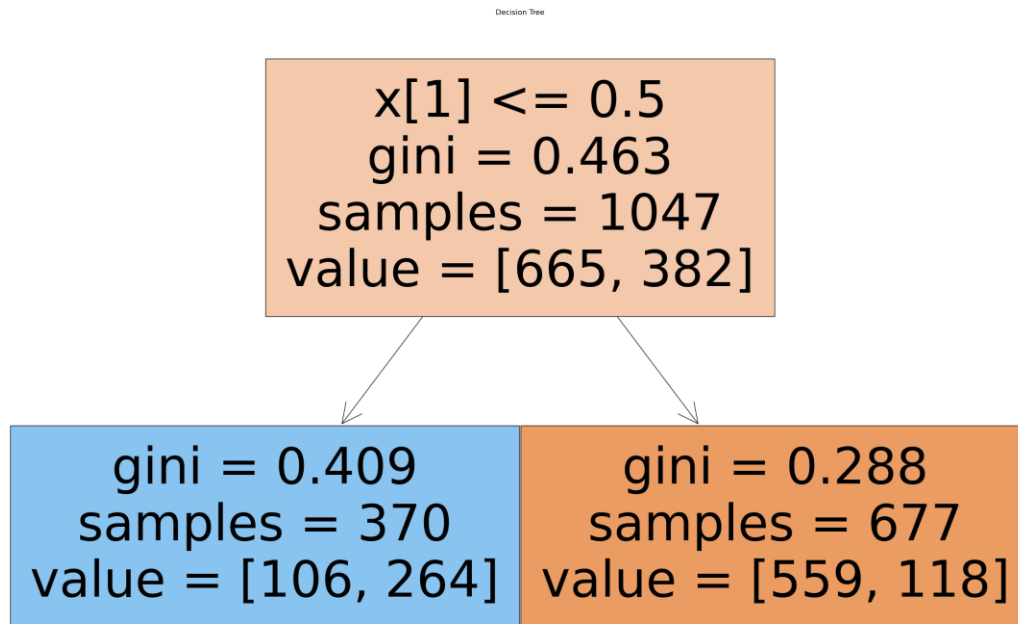 Decision Tree
x[1] <= 0.5
gini = 0.463
samples = 1047
value = [665, 382]
gini = 0.409
samples = 370
value = [106, 264]
gini = 0.288
samples = 677
value = [559, 118]